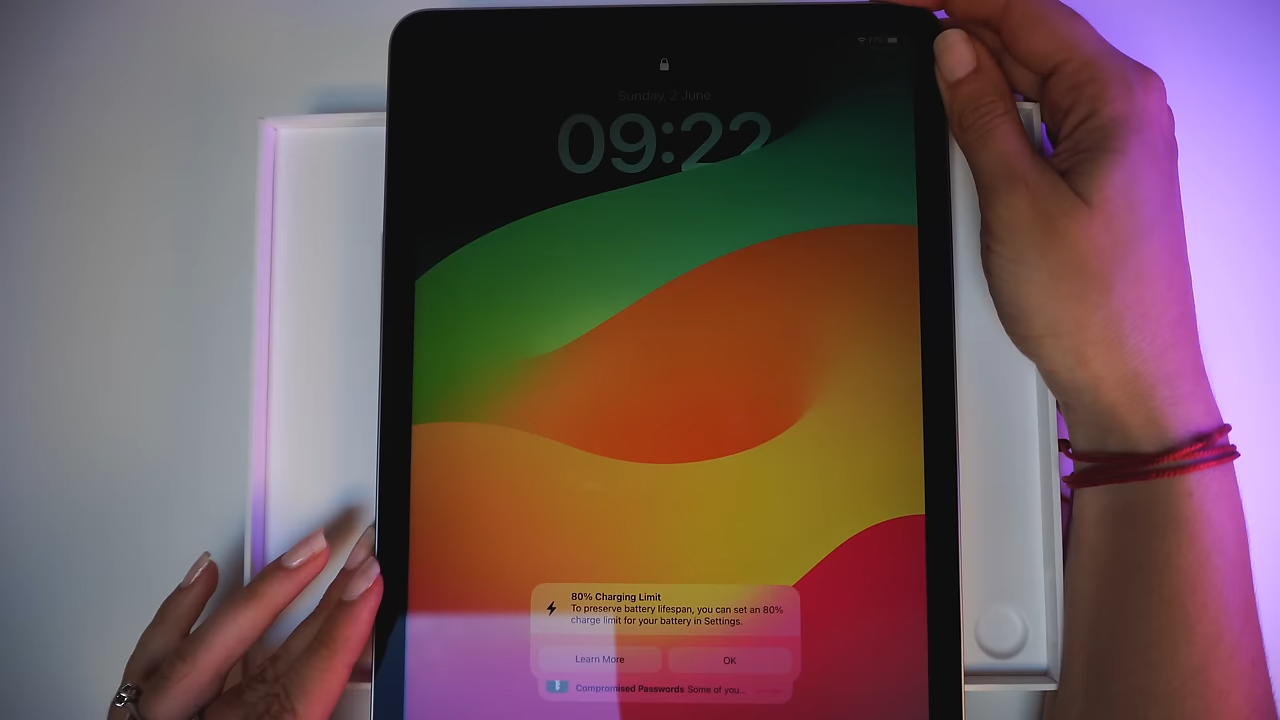 Sunday, 2 June
09:22
80% Charging Limit
To preserve battery lifespan, you can set an 80%
charge limit for your battery in Settings.
Learn More
OK
Compromised Passwords Some of you...